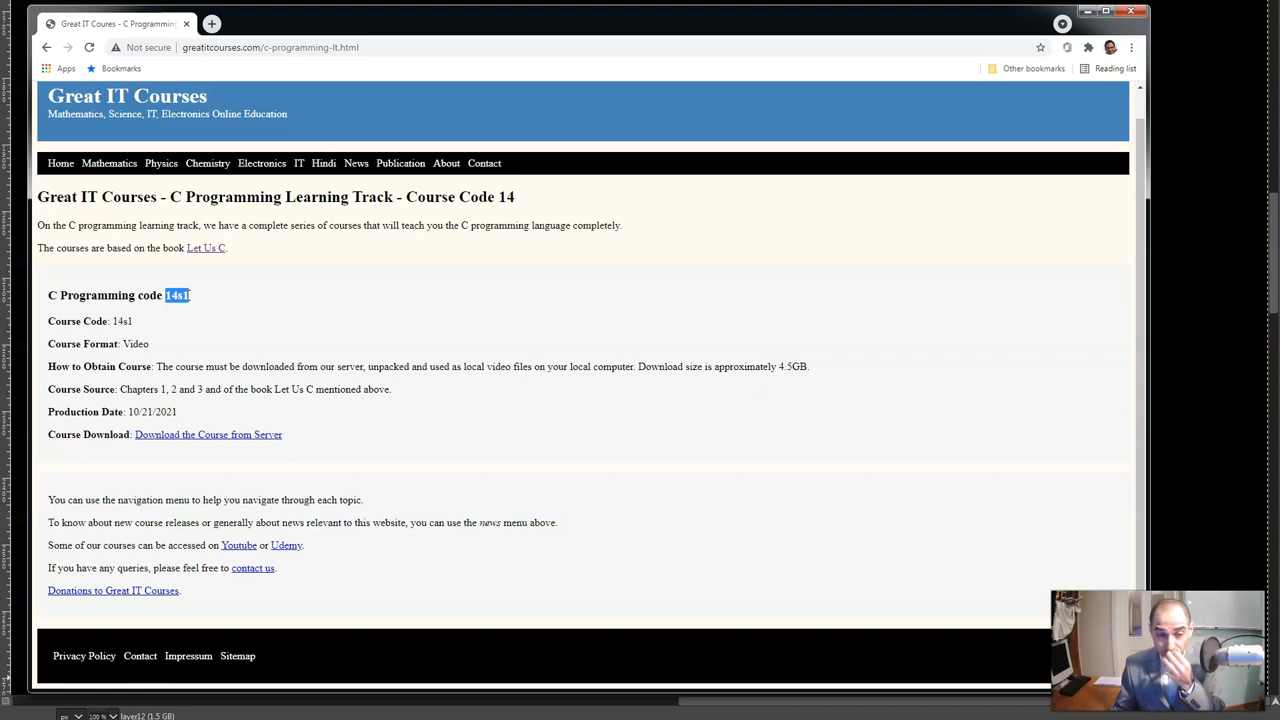 Great IT Coures - C Programming
Not secure greatitcourses.com/c-programming-lt.html
Apps Bookmarks Other bookmarks Reading list
Great IT Courses
Mathematics, Science, IT, Electronics Online Education
Home Mathematics Physics Chemistry Electronics IT Hindi News Publication About Contact
Great IT Courses - C Programming Learning Track - Course Code 14
On the C programming learning track, we have a complete series of courses that will teach you the C programming language completely.
The courses are based on the book Let Us C.
C Programming code 14s1
Course Code: 14s1
Course Format: Video
How to Obtain Course: The course must be downloaded from our server, unpacked and used as local video files on your local computer. Download size is approximately 4.5GB.
Course Source: Chapters 1, 2 and 3 and of the book Let Us C mentioned above.
Production Date: 10/21/2021
Course Download: Download the Course from Server
You can use the navigation menu to help you navigate through each topic.
To know about new course releases or generally about news relevant to this website, you can use the news menu above.
Some of our courses can be accessed on Youtube or Udemy.
If you have any queries, please feel free to contact us.
Donations to Great IT Courses.
Privacy Policy Contact Impressum Sitemap
px 100 % layer12 (1.5 GB)